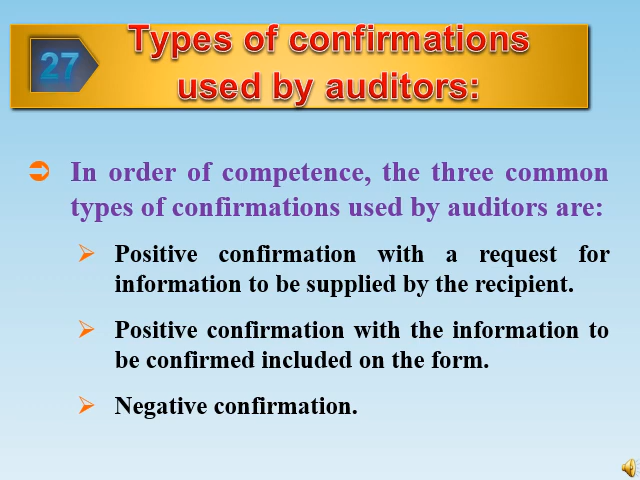 27
Types of confirmations
used by auditors:
In order of competence, the three common
types of confirmations used by auditors are:
Positive confirmation with a request for
information to be supplied by the recipient.
Positive confirmation with the information to
be confirmed included on the form.
Negative confirmation.